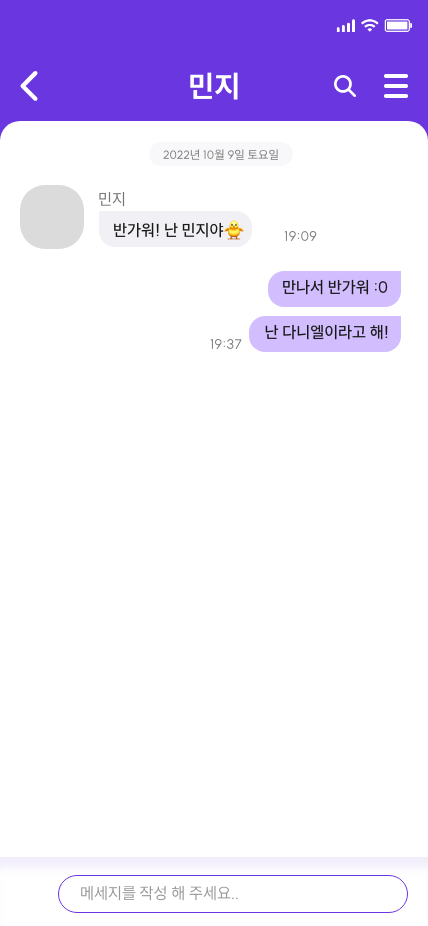 민지
2022년 10월 9일 토요일
민지
반가워! 난 민지야🐥
19:09
만나서 반가워 :0
난 다니엘이라고 해!
19:37
메세지를 작성 해 주세요..